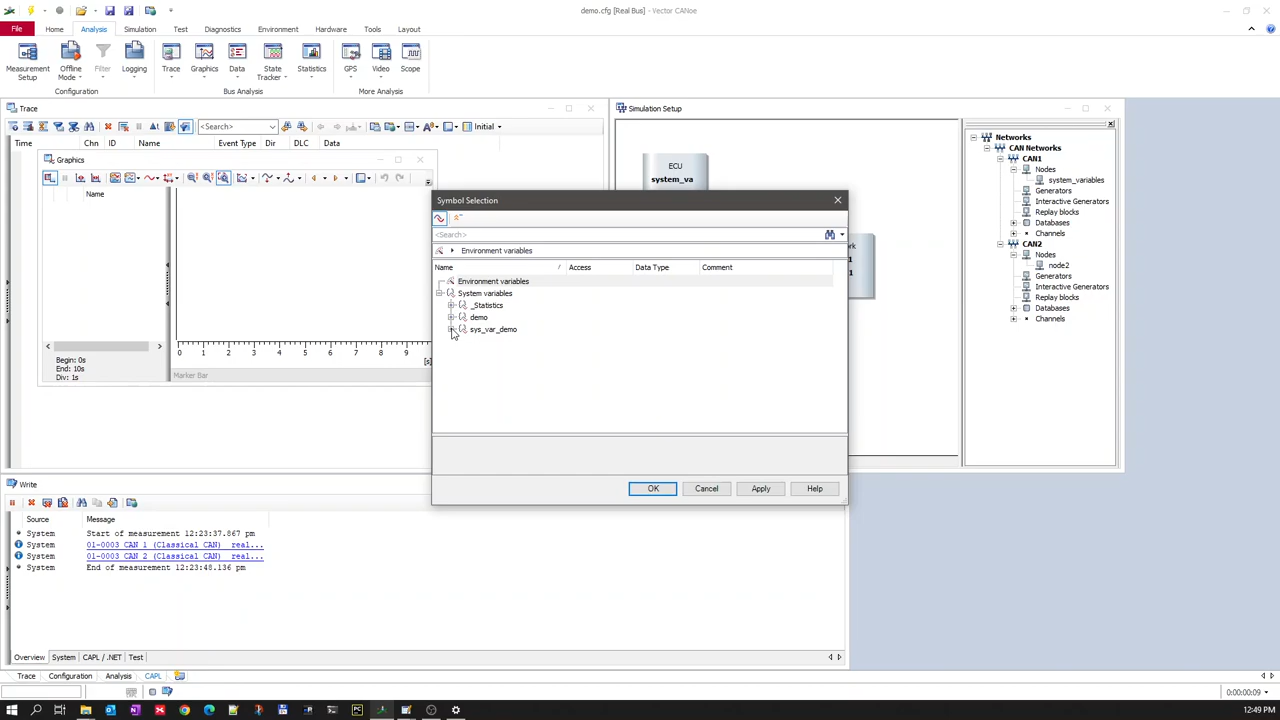 demo.cfg [Real Bus] - Vector CANoe
File Home Analysis Simulation Test Diagnostics Environment Hardware Tools Layout
Measurement Setup
Offline Mode
Filter
Logging
Trace
Graphics
Data
State Tracker
Statistics
GPS
Video
Scope
Configuration
Bus Analysis
More Analysis
Trace
<Search>
Initial
Time Chn ID Name Event Type Dir DLC Data
Graphics
Name
0 1 2 3 4 5 6 7 8 9
[s]
Begin: 0s
End: 10s
Div: 1s
Marker Bar
Simulation Setup
ECU
system_va
Networks
CAN Networks
CAN1
Nodes
system_variables
Generators
Interactive Generators
Replay blocks
Databases
Channels
CAN2
Nodes
node2
Generators
Interactive Generators
Replay blocks
Databases
Channels
Symbol Selection
<Search>
Environment variables
Name Access Data Type Comment
Environment variables
System variables
_Statistics
demo
sys_var_demo
OK Cancel Apply Help
Write
Source Message
System Start of measurement 12:23:37.867 pm
System 01-0003 CAN 1 (Classical CAN) real...
System 01-0003 CAN 2 (Classical CAN) real...
System End of measurement 12:23:48.136 pm
Overview System CAPL / .NET Test
Trace Configuration Analysis CAPL
0:00:00:09
12:49 PM